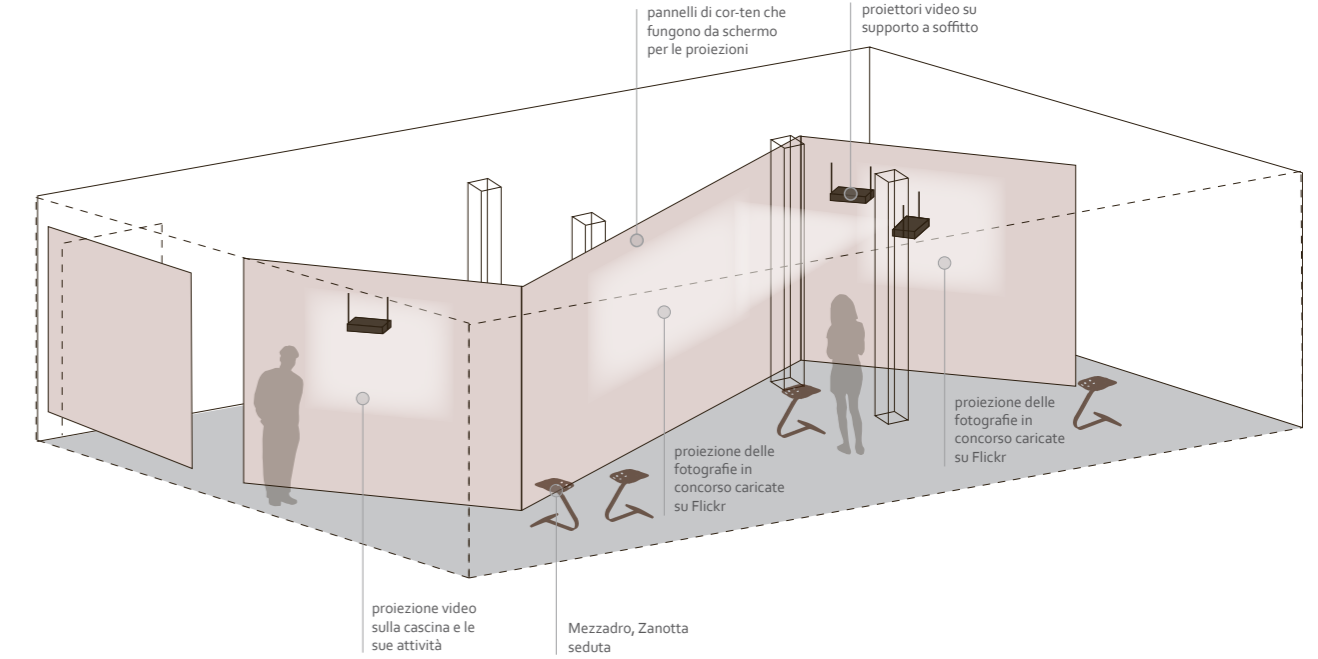 pannelli di cor-ten che
fungono da schermo
per le proiezioni
proiettori video su
supporto a soffitto
proiezione delle
fotografie in
concorso caricate
su Flickr
proiezione delle
fotografie in
concorso caricate
su Flickr
proiezione video
sulla cascina e le
sue attività
Mezzadro, Zanotta
seduta